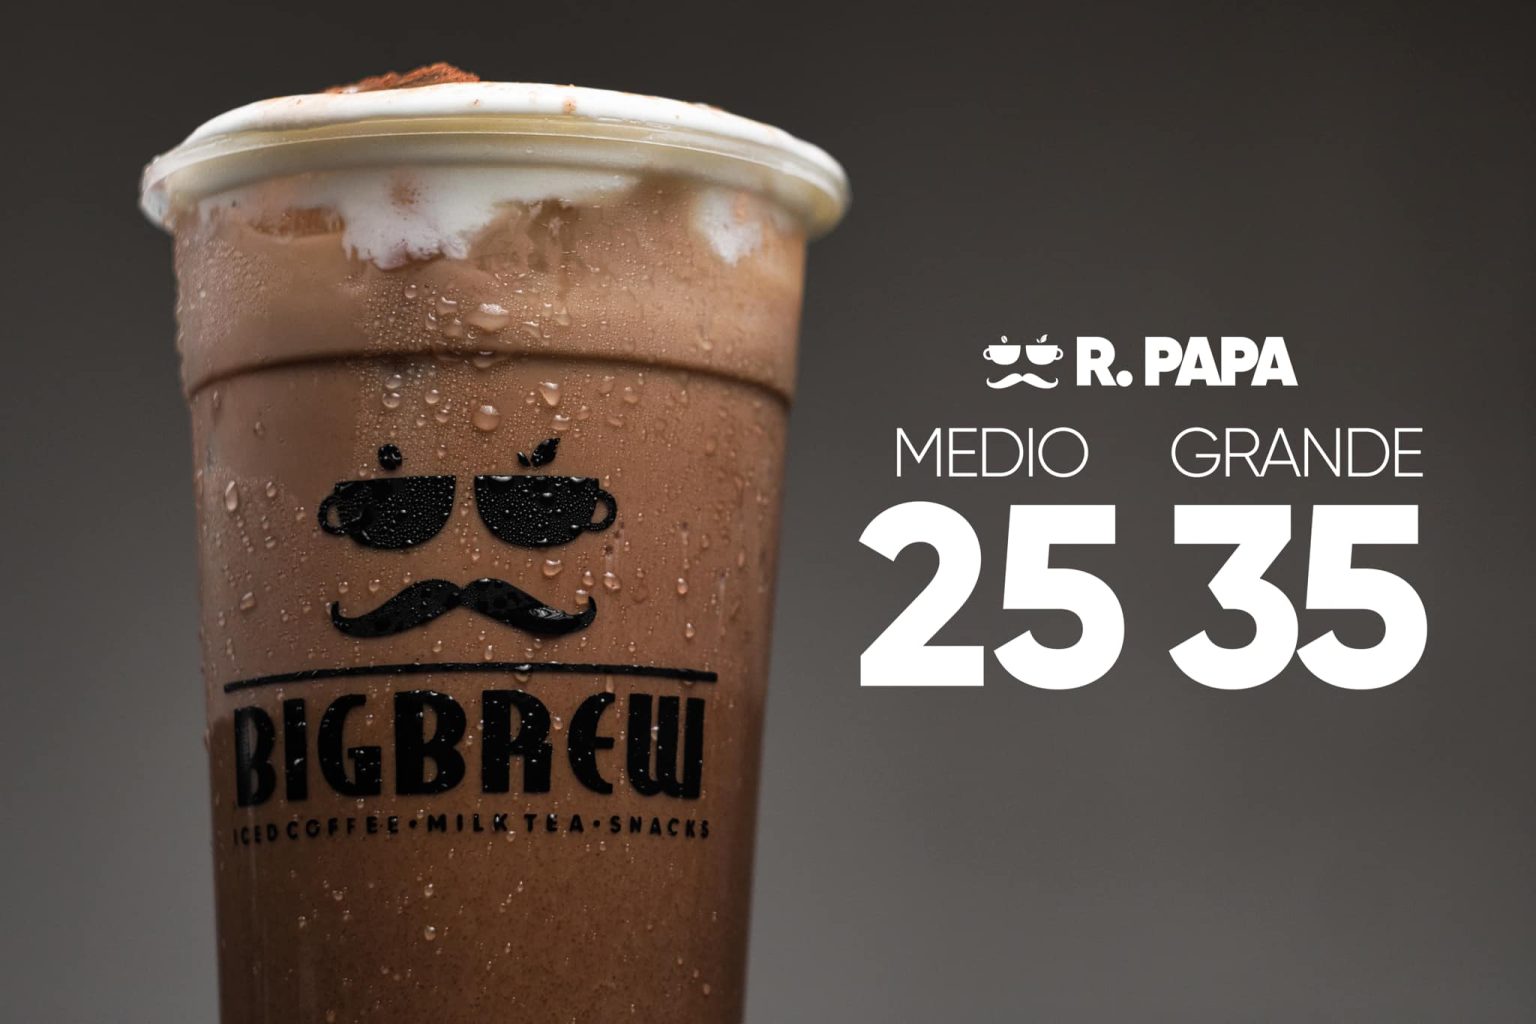 BIGBREW
ICED COFFEE • MILK TEA • SNACKS
R. PAPA
MEDIO GRANDE
25 35